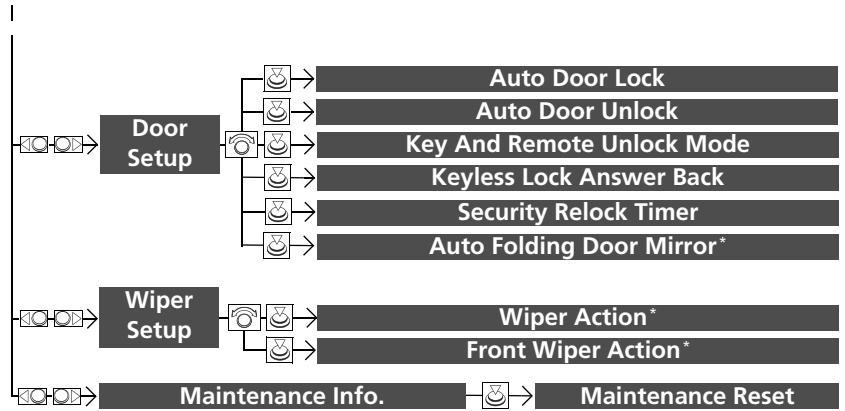 Auto Door Lock
Auto Door Unlock
Door
Setup
Key And Remote Unlock Mode
Keyless Lock Answer Back
Security Relock Timer
Auto Folding Door Mirror*
Wiper
Setup
Wiper Action*
Front Wiper Action*
Maintenance Info.
Maintenance Reset